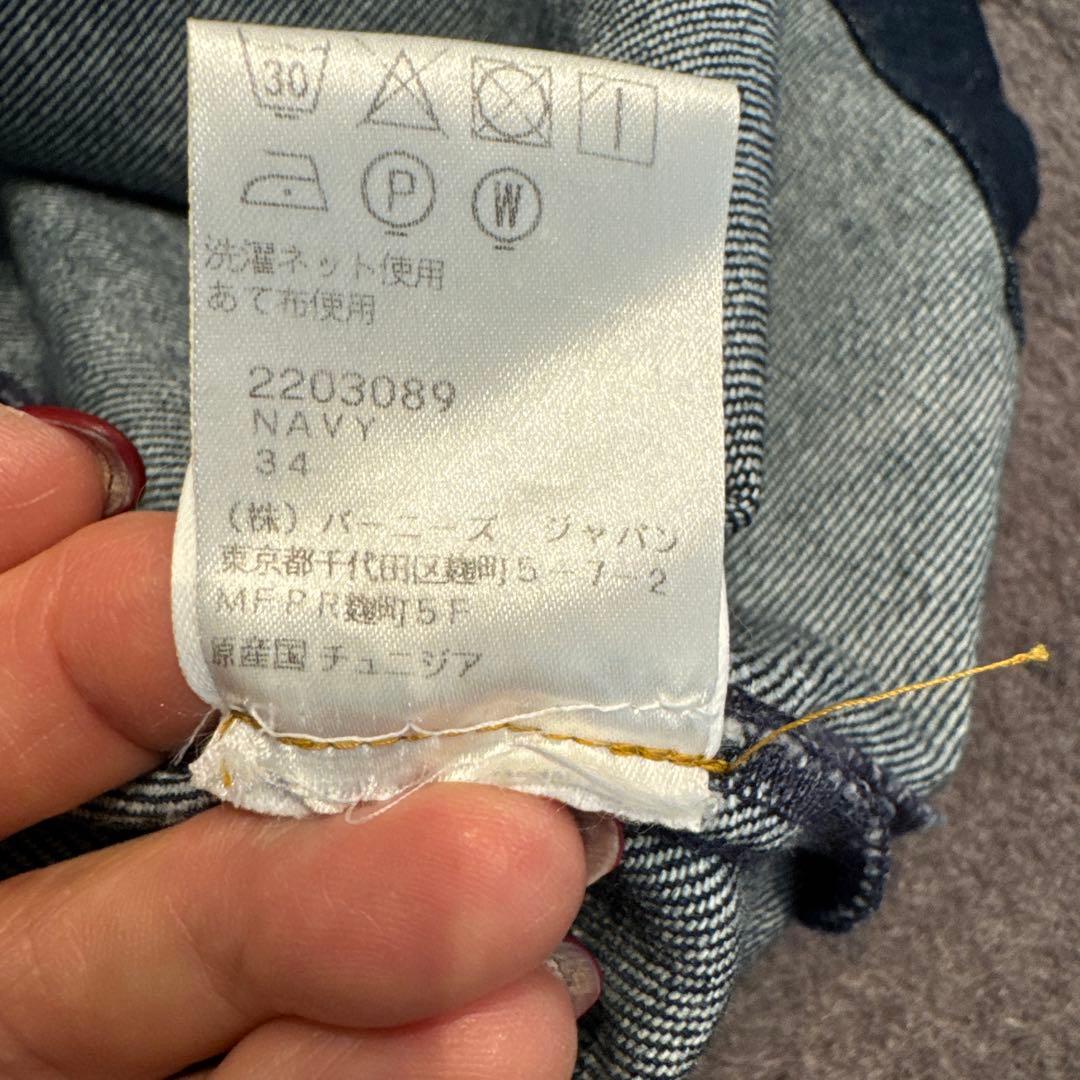 30
P
W
洗濯ネット使用
あて布使用
2203089
NAVY
34
(株) バーニーズ ジャパン
東京都千代田区麹町5-7-2
MFPR麹町5F
原産国 チュニジア